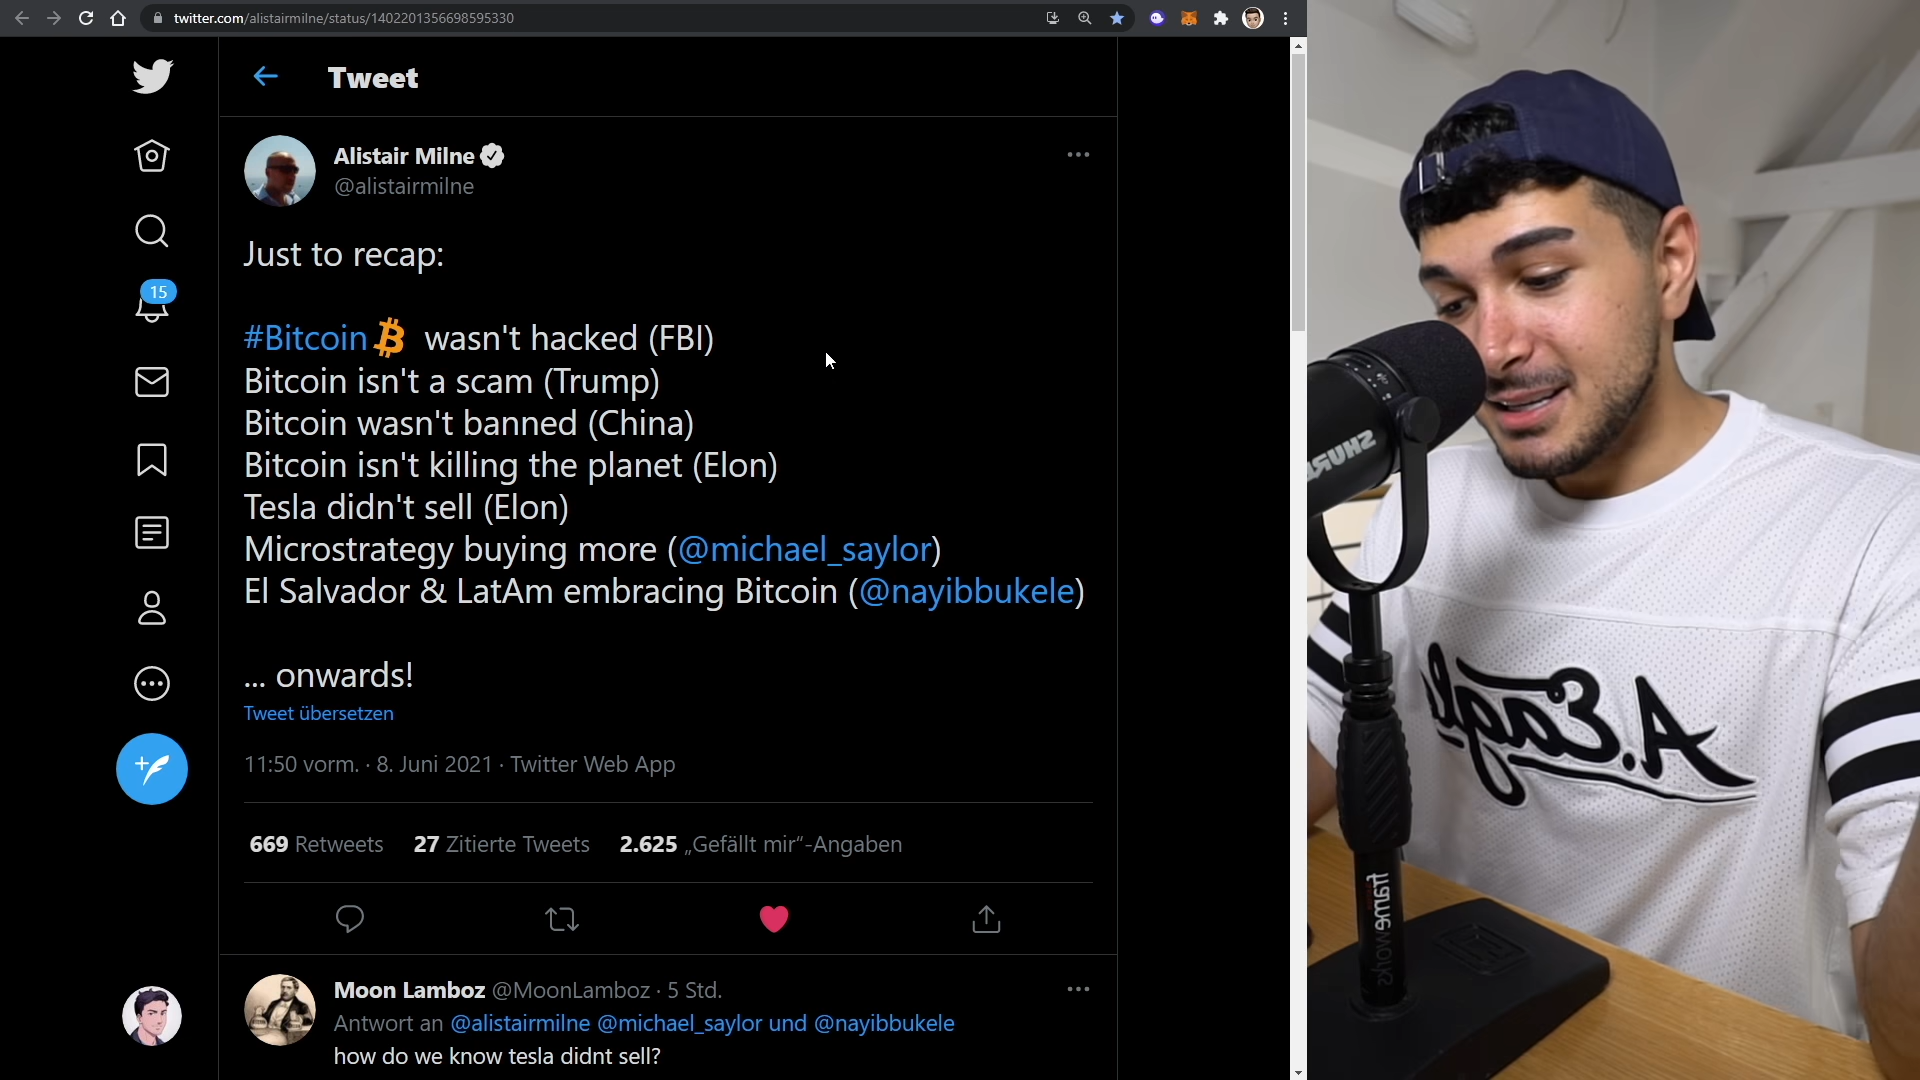 twitter.com/alistairmilne/status/1402201356698595330
Tweet
Alistair Milne
@alistairmilne
Just to recap:
#Bitcoin wasn't hacked (FBI)
Bitcoin isn't a scam (Trump)
Bitcoin wasn't banned (China)
Bitcoin isn't killing the planet (Elon)
Tesla didn't sell (Elon)
Microstrategy buying more (@michael_saylor)
El Salvador & LatAm embracing Bitcoin (@nayibbukele)
... onwards!
Tweet übersetzen
11:50 vorm. · 8. Juni 2021 · Twitter Web App
669 Retweets 27 Zitierte Tweets 2.625 „Gefällt mir“-Angaben
Moon Lamboz @MoonLamboz · 5 Std.
Antwort an @alistairmilne @michael_saylor und @nayibbukele
how do we know tesla didnt sell?
15
SHURE
frameworks